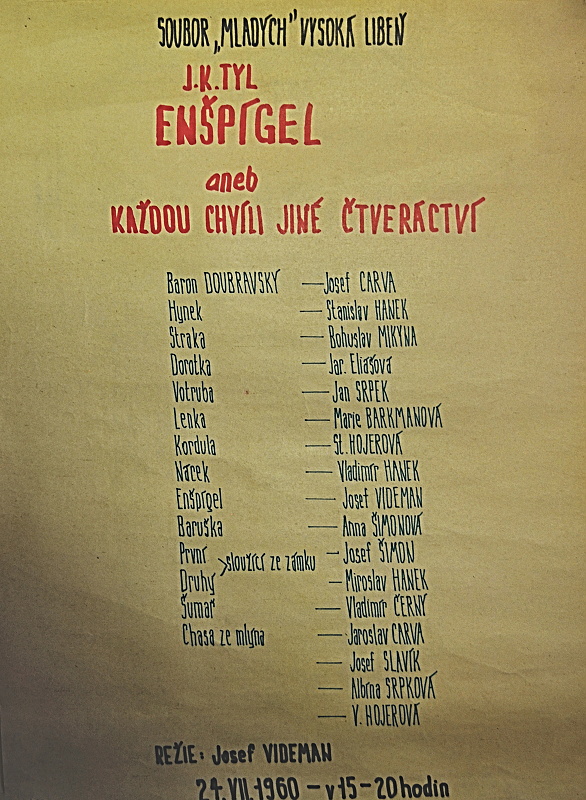 SOUBOR „MLADÝCH” VYSOKÁ LIBEŇ
J.K.TYL
ENŠPÍGEL
aneb
KAŽDOU CHVÍLI JINÉ ČTVERÁCTVÍ
Baron DOUBRAVSKÝ — Josef CARVA
Hynek — Stanislav HANEK
Straka — Bohuslav MIKYNA
Dorotka — Jar. Eliášová
Votruba — Jan SRPEK
Lenka — Marie BARKMANOVÁ
Kordula — St. HOJEROVÁ
Nácek — Vladimír HANEK
Enšpígel — Josef VIDEMAN
Baruška — Anna ŠIMONOVÁ
První — Josef ŠIMON
sloužící ze zámku
Druhý — Miroslav HANEK
Šumař — Vladimír ČERNÝ
Chasa ze mlýna — Jaroslav CARVA
— Josef SLAVÍK
— Albína SRPKOVÁ
— V. HOJEROVÁ
REŽIE: Josef VIDEMAN
24.VII.1960 – v 15 – 20 hodin